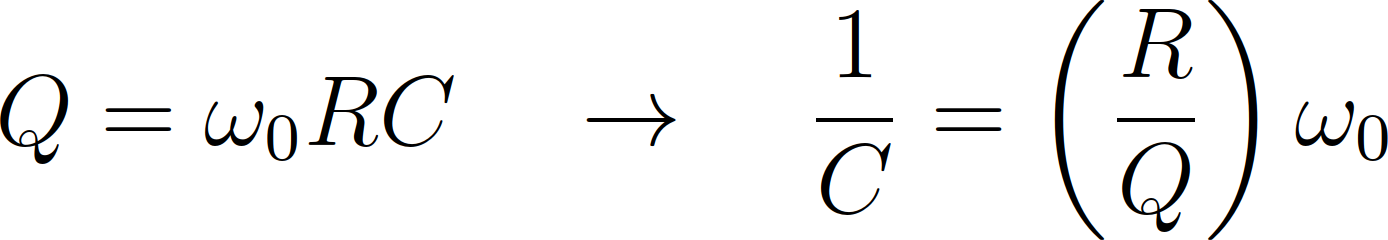 Q = ω₀RC → 1/C = (R/Q) ω₀